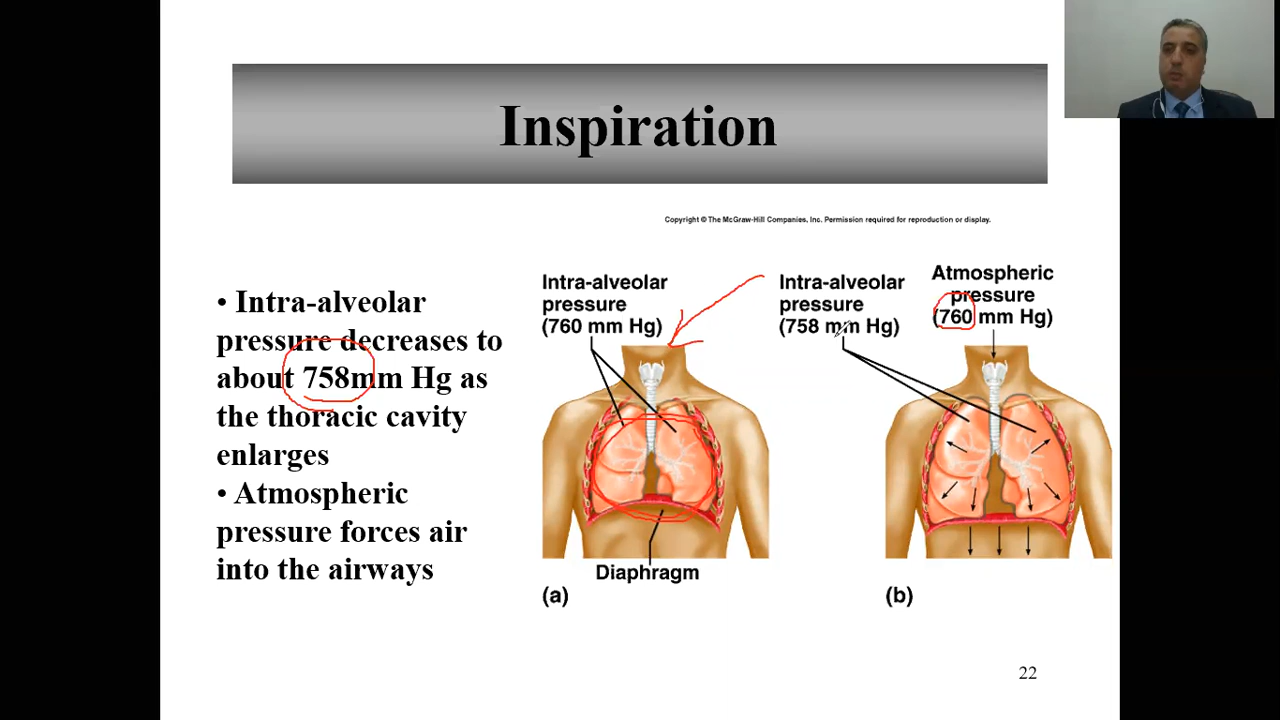 Inspiration
Copyright © The McGraw-Hill Companies, Inc. Permission required for reproduction or display.
• Intra-alveolar
pressure decreases to
about 758mm Hg as
the thoracic cavity
enlarges
• Atmospheric
pressure forces air
into the airways
Intra-alveolar
pressure
(760 mm Hg)
Diaphragm
(a)
Intra-alveolar
pressure
(758 mm Hg)
Atmospheric
pressure
(760 mm Hg)
(b)
22